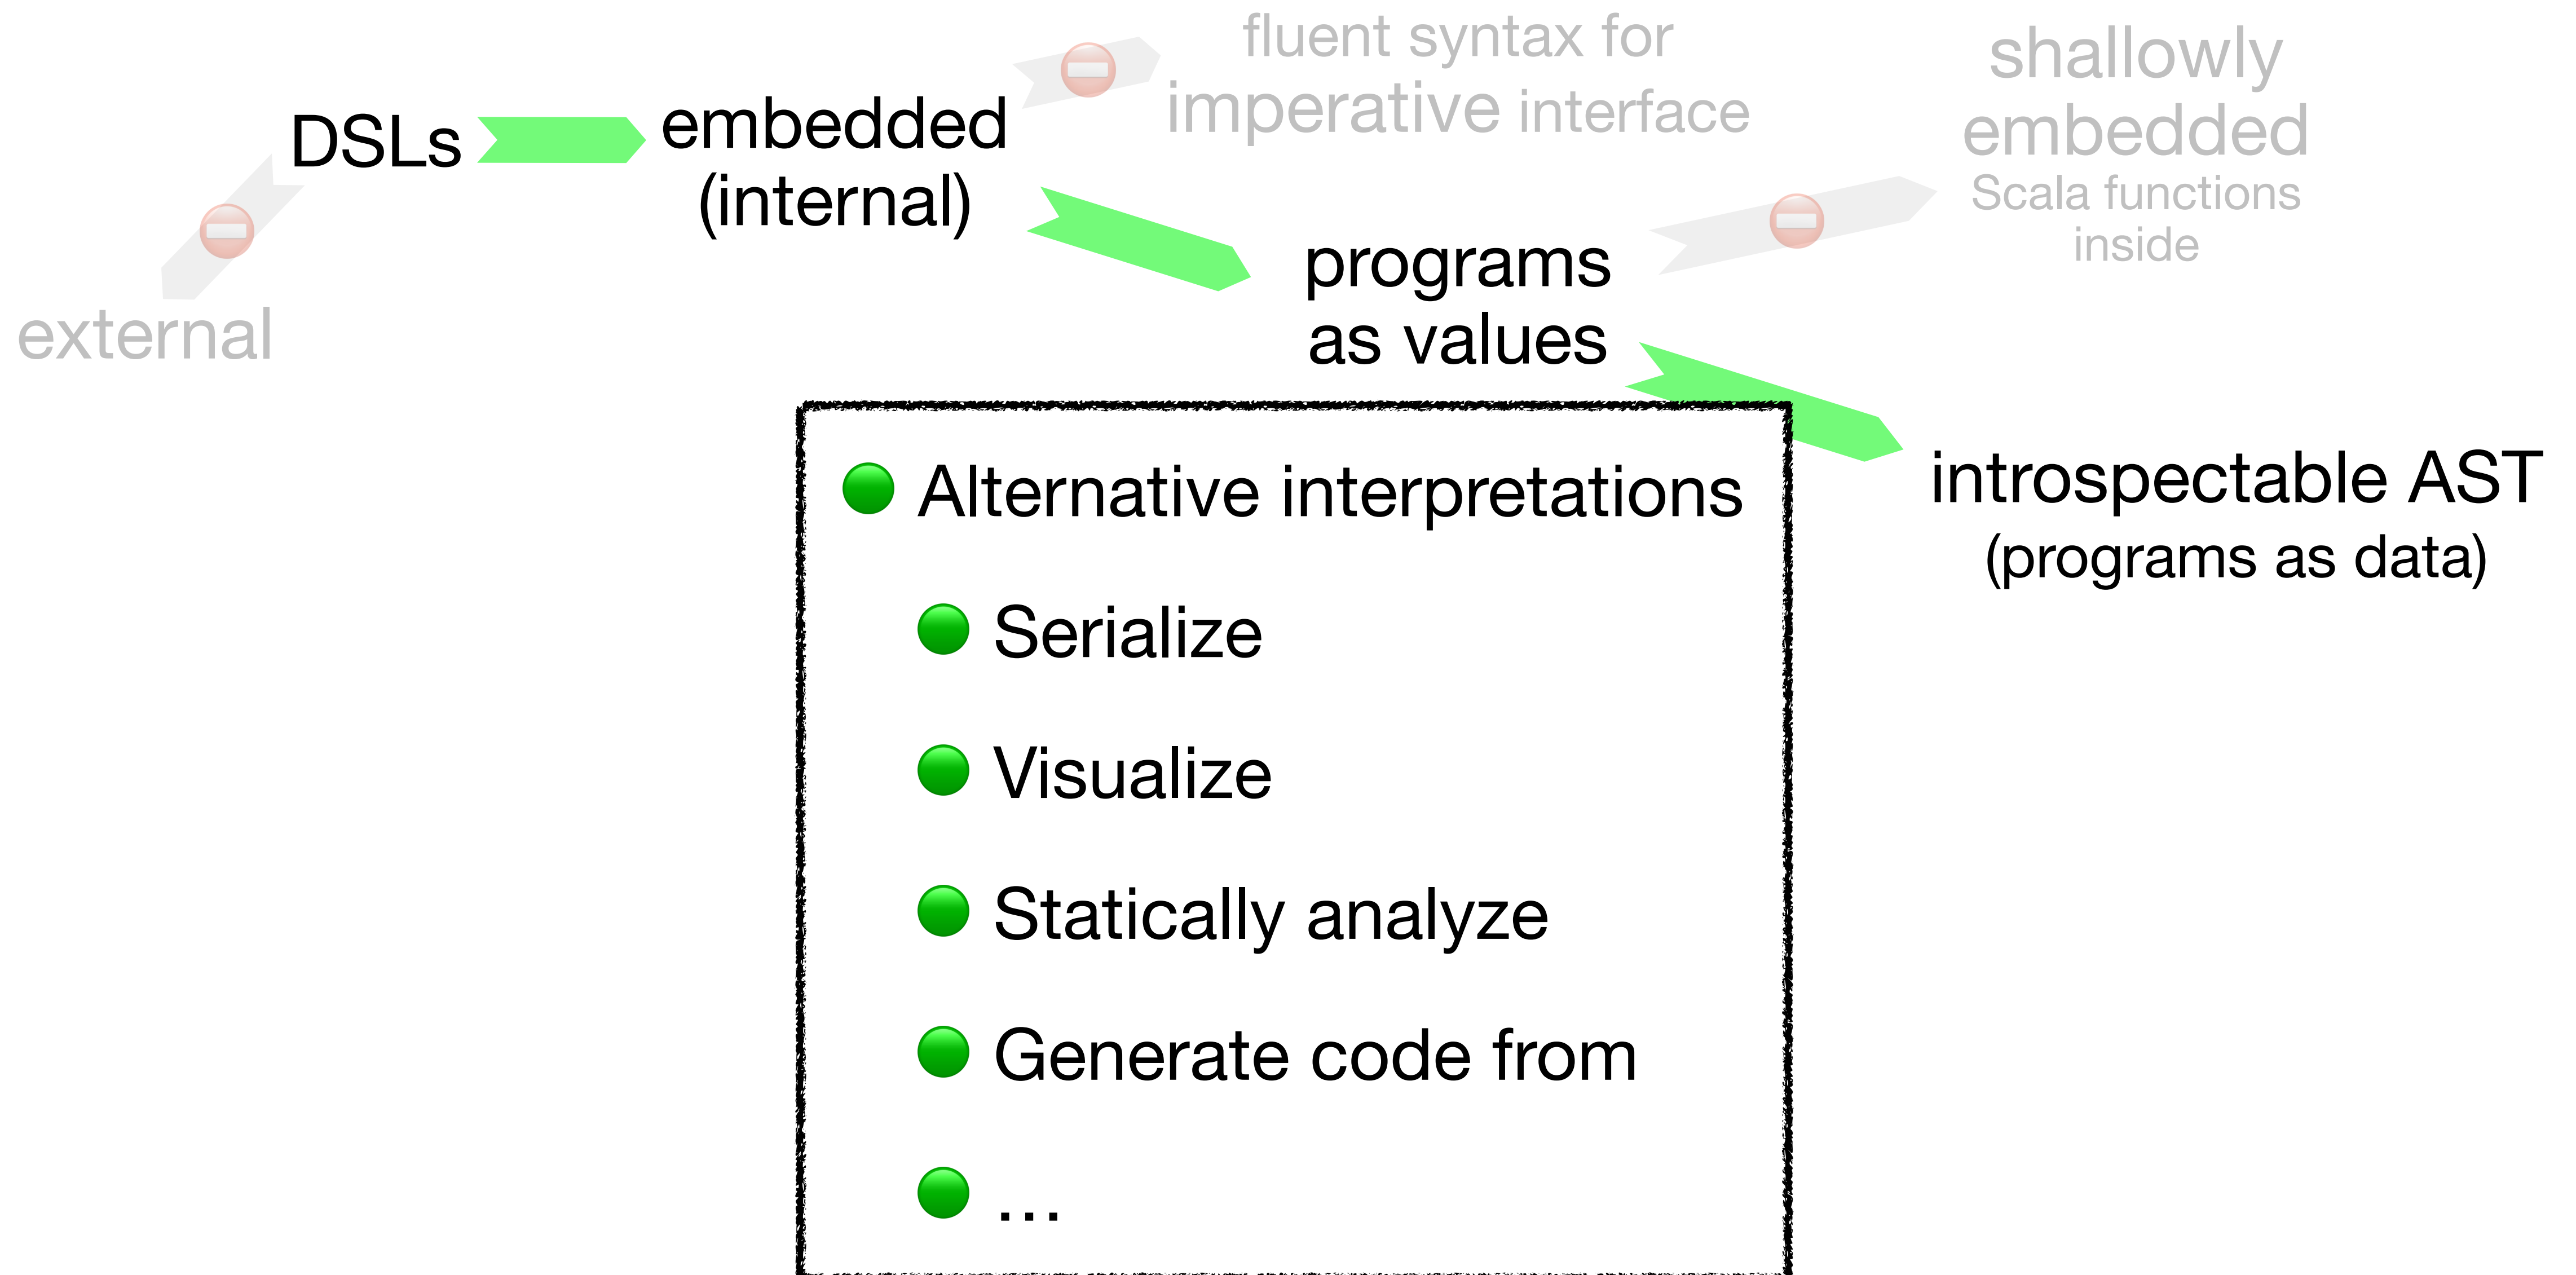 DSLs
external
embedded
(internal)
fluent syntax for
imperative interface
programs
as values
shallowly
embedded
Scala functions
inside
introspectable AST
(programs as data)
Alternative interpretations
Serialize
Visualize
Statically analyze
Generate code from
...